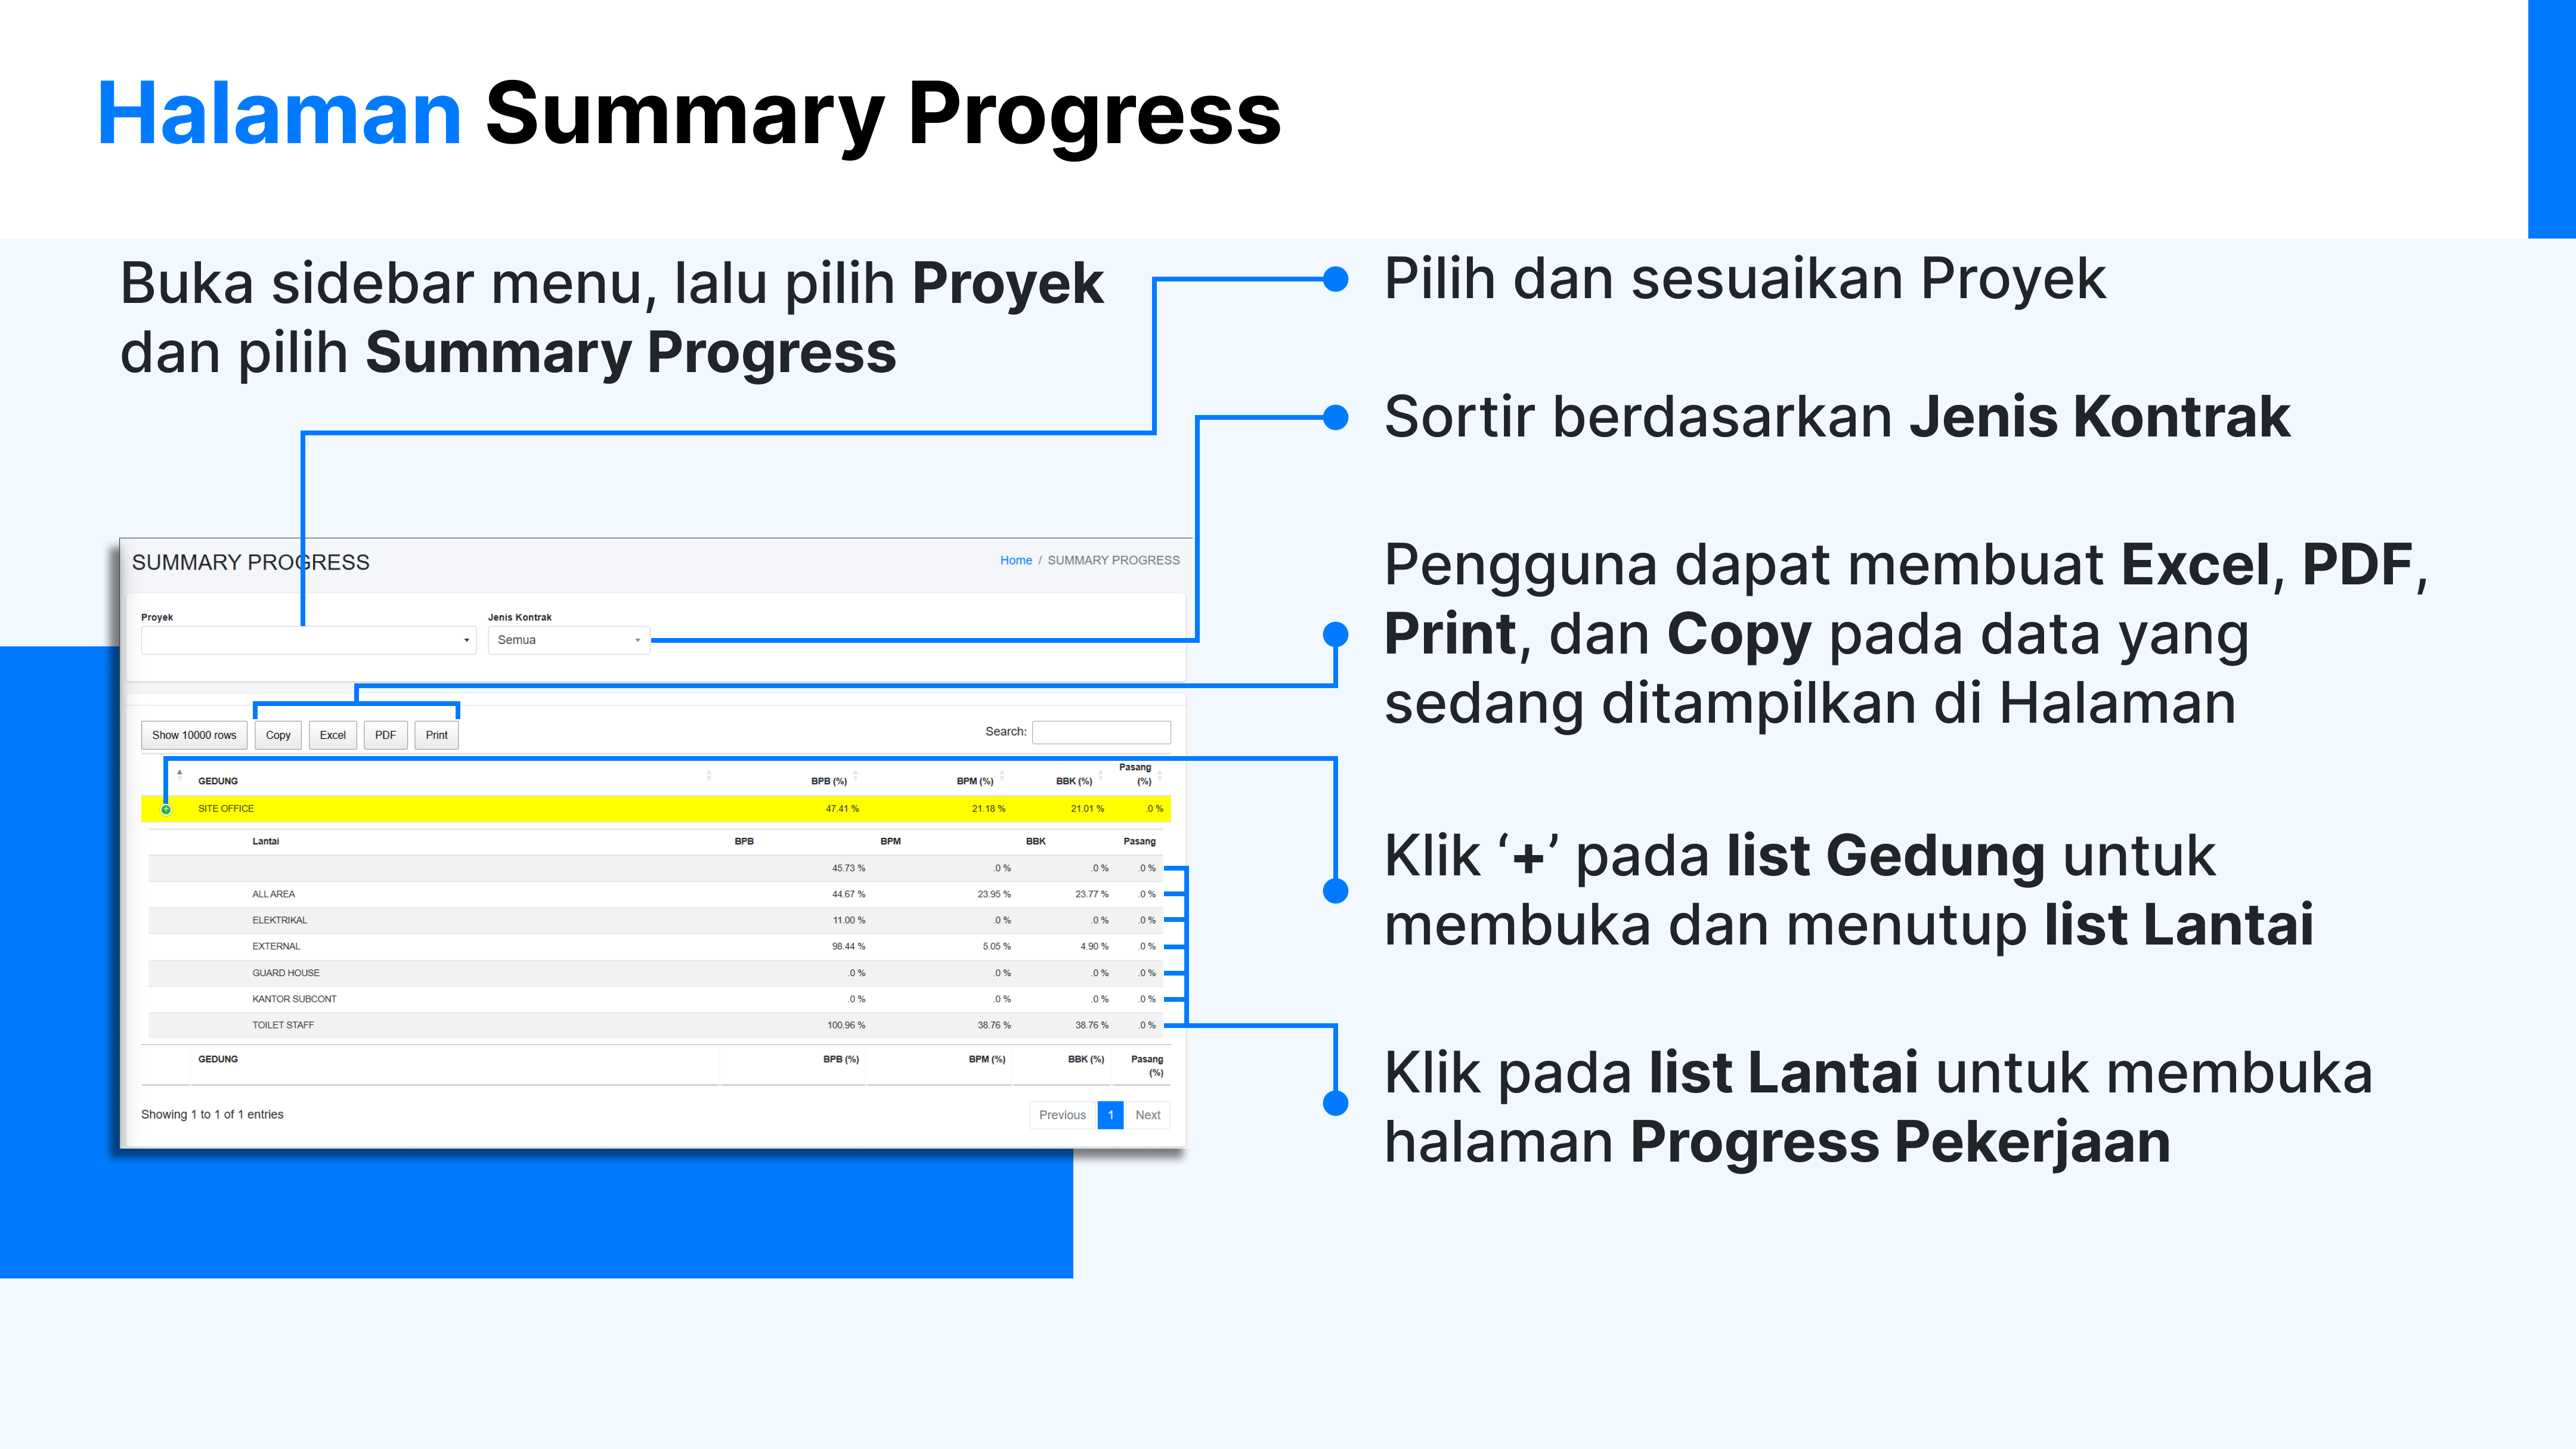 Halaman Summary Progress
Buka sidebar menu, lalu pilih Proyek
dan pilih Summary Progress
Pilih dan sesuaikan Proyek
Sortir berdasarkan Jenis Kontrak
Pengguna dapat membuat Excel, PDF,
Print, dan Copy pada data yang
sedang ditampilkan di Halaman
Klik ‘+’ pada list Gedung untuk
membuka dan menutup list Lantai
Klik pada list Lantai untuk membuka
halaman Progress Pekerjaan
SUMMARY PROGRESS
Home / SUMMARY PROGRESS
Proyek Jenis Kontrak
Semua
Show 10000 rows Copy Excel PDF Print Search:
GEDUNG BPB (%) BPM (%) BBK (%) Pasang (%)
SITE OFFICE 47.41 % 21.18 % 21.01 % .0 %
Lantai BPB BPM BBK Pasang
45.73 % .0 % .0 % .0 %
ALL AREA 44.67 % 23.95 % 23.77 % .0 %
ELEKTRIKAL 11.00 % .0 % .0 % .0 %
EXTERNAL 98.44 % 5.05 % 4.90 % .0 %
GUARD HOUSE .0 % .0 % .0 % .0 %
KANTOR SUBCONT .0 % .0 % .0 % .0 %
TOILET STAFF 100.96 % 38.76 % 38.76 % .0 %
GEDUNG BPB (%) BPM (%) BBK (%) Pasang (%)
Showing 1 to 1 of 1 entries Previous 1 Next